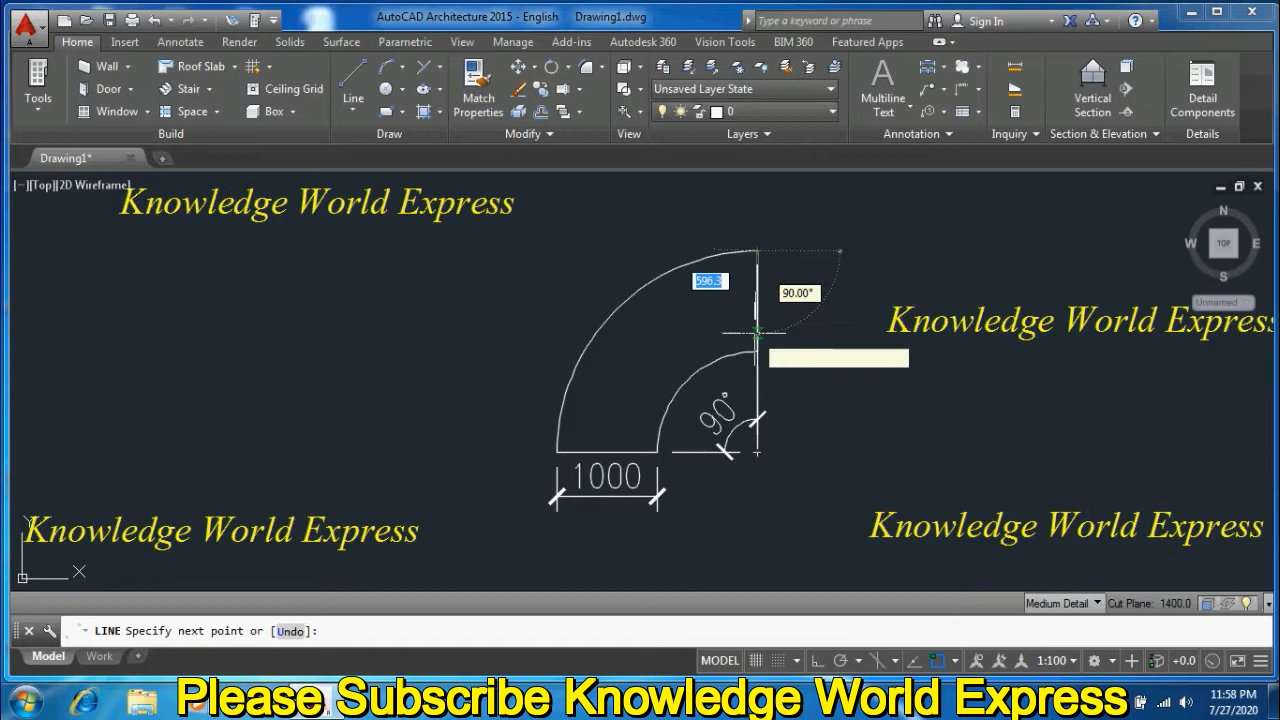 AutoCAD Architecture 2015 - English Drawing1.dwg
Type a keyword or phrase
Sign In
Home Insert Annotate Render Solids Surface Parametric View Manage Add-ins Autodesk 360 Vision Tools BIM 360 Featured Apps
Wall Roof Slab
Door Stair Ceiling Grid
Window Space Box
Tools
Line
Match
Properties
Unsaved Layer State
0
Multiline
Text
Vertical
Section
Detail
Components
Build Draw Modify View Layers Annotation Inquiry Section & Elevation Details
Drawing1*
[−][Top][2D Wireframe]
Knowledge World Express
N
W TOP E
S
Unnamed
596.3
90.00°
Knowledge World Express
90°
1000
Knowledge World Express
Knowledge World Express
X
Medium Detail Cut Plane: 1400.0
LINE Specify next point or [Undo]:
Model Work
MODEL 1:100 +0.0
Please Subscribe Knowledge World Express
11:58 PM
7/27/2020